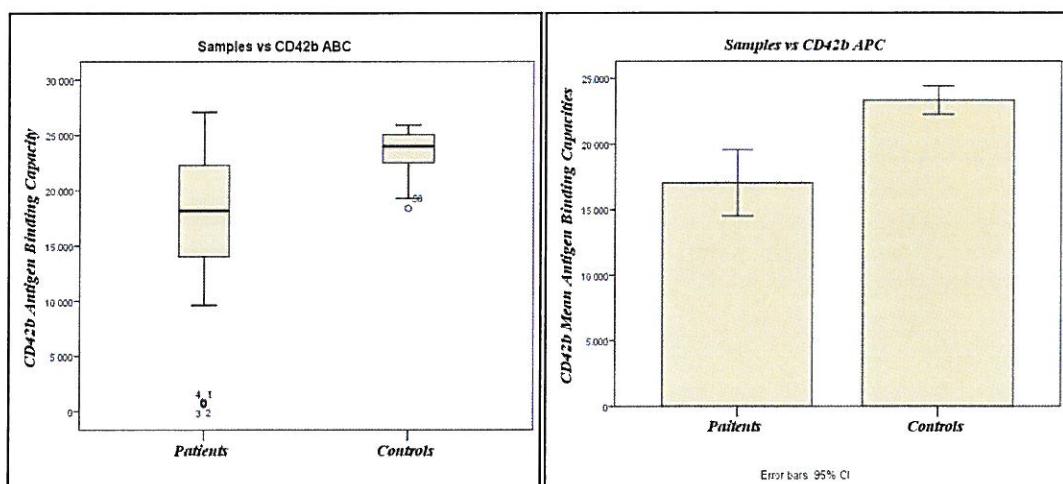 Samples vs CD42b ABC
CD42b Antigen Binding Capacity
30 000
25 000
20 000
15 000
10 000
5 000
0
50
4 1
3 2
Patients
Controls
Samples vs CD42b APC
CD42b Mean Antigen Binding Capacities
25 000
20 000
15 000
10 000
5 000
0
Paitents
Controls
Error bars 95% CI